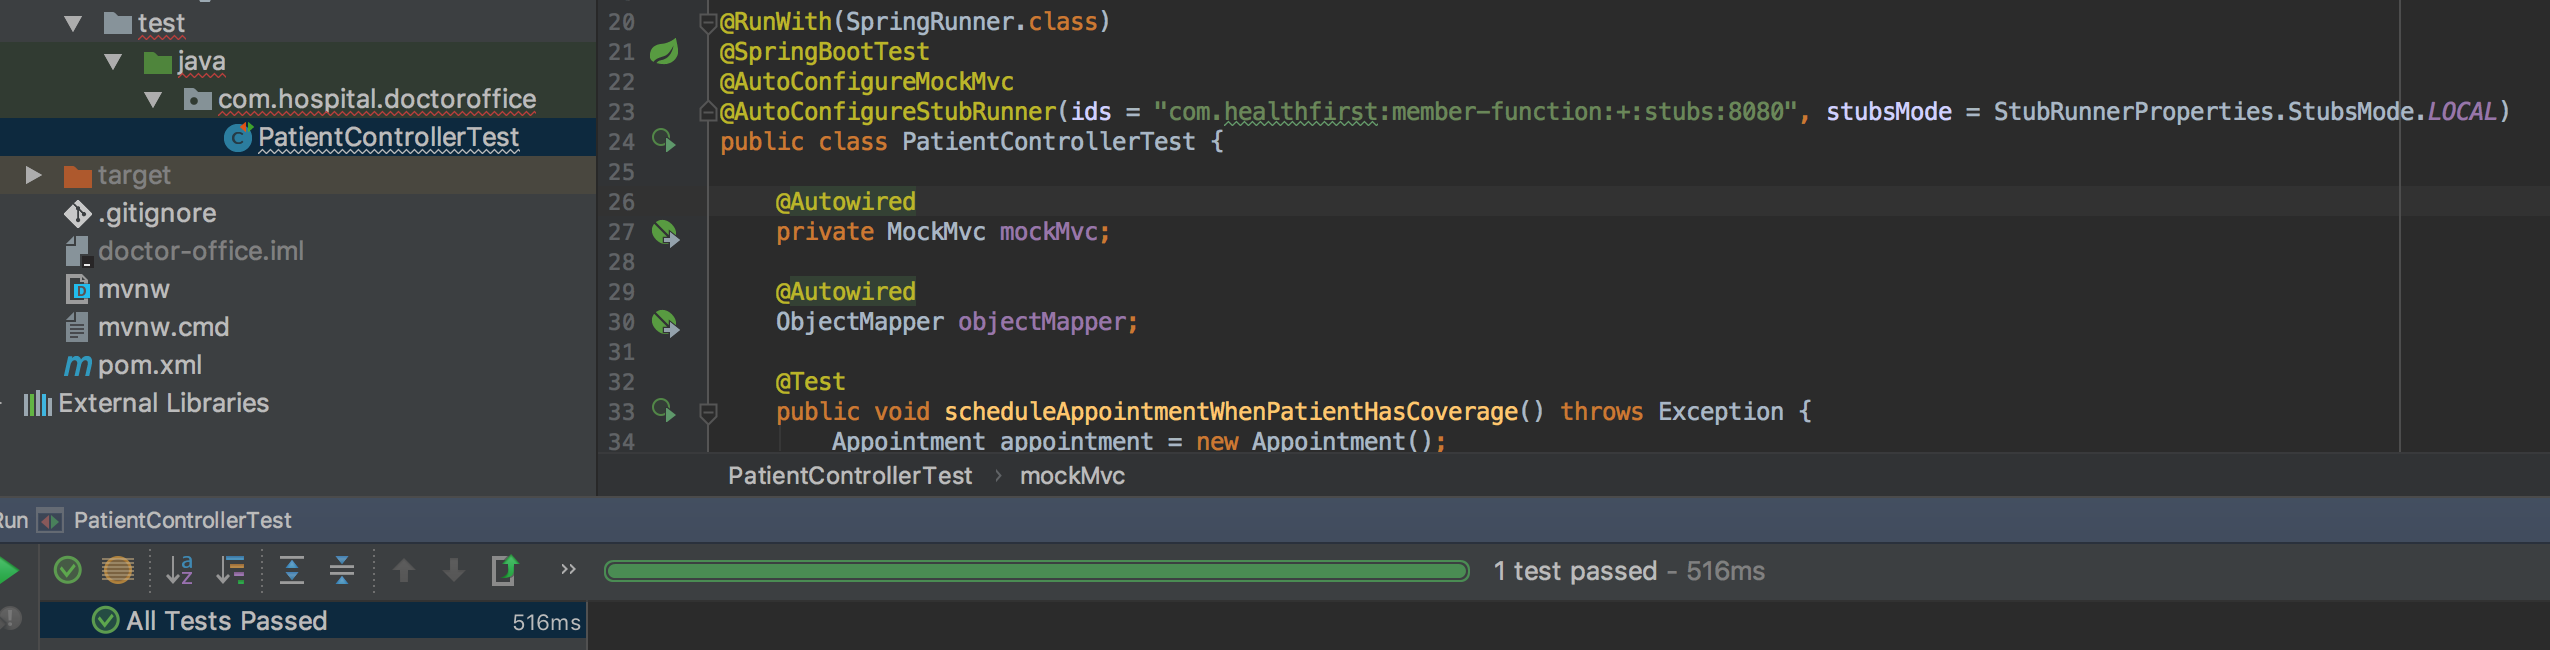 test
java
com.hospital.doctoroffice
PatientControllerTest
target
.gitignore
doctor-office.iml
mvnw
mvnw.cmd
pom.xml
External Libraries
20 @RunWith(SpringRunner.class)
21 @SpringBootTest
22 @AutoConfigureMockMvc
23 @AutoConfigureStubRunner(ids = "com.healthfirst:member-function:+:stubs:8080", stubsMode = StubRunnerProperties.StubsMode.LOCAL)
24 public class PatientControllerTest {
25
26 @Autowired
27 private MockMvc mockMvc;
28
29 @Autowired
30 ObjectMapper objectMapper;
31
32 @Test
33 public void scheduleAppointmentWhenPatientHasCoverage() throws Exception {
34 Appointment appointment = new Appointment();
PatientControllerTest › mockMvc
Run PatientControllerTest
» 1 test passed – 516ms
All Tests Passed 516ms